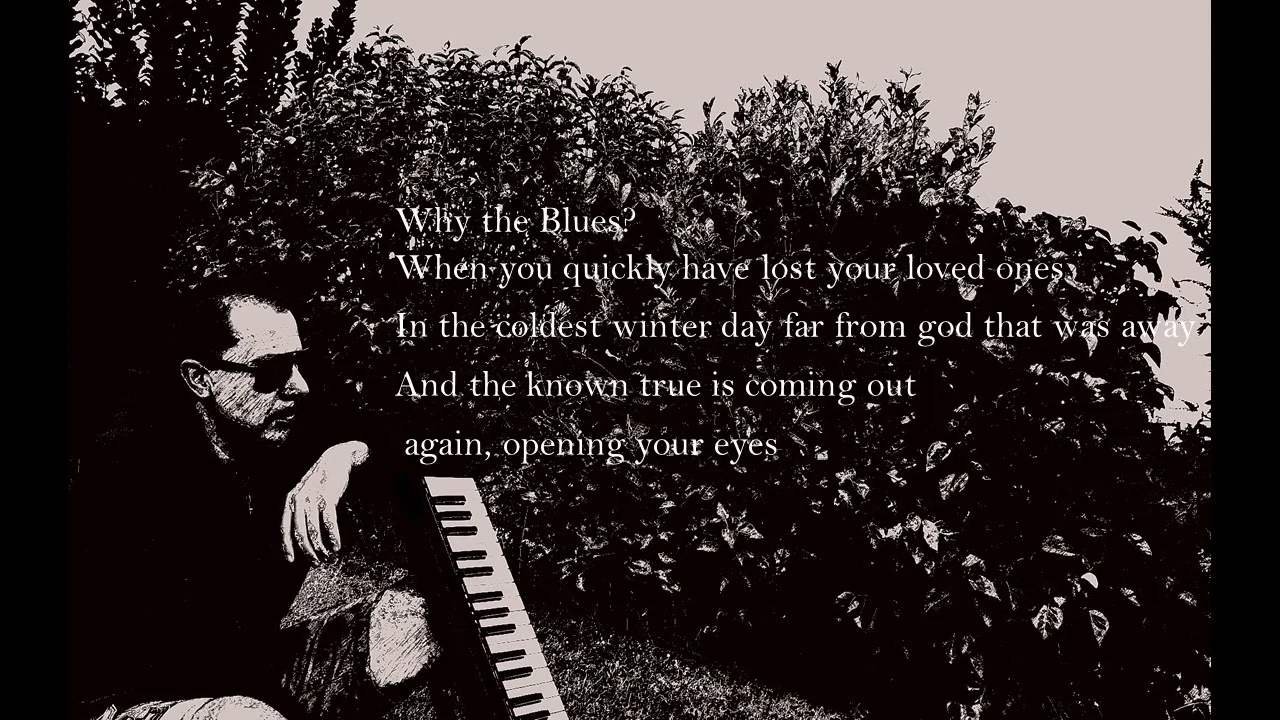 Why the Blues?
When you quickly have lost your loved ones
In the coldest winter day far from god that was away
And the known true is coming out
again, opening your eyes